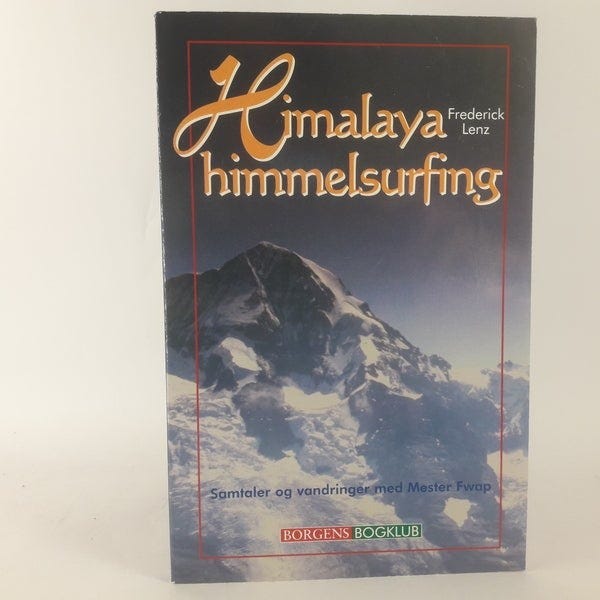 Himalaya
Frederick
Lenz
himmelsurfing
Samtaler og vandringer med Mester Fwap
BORGENS BOGKLUB